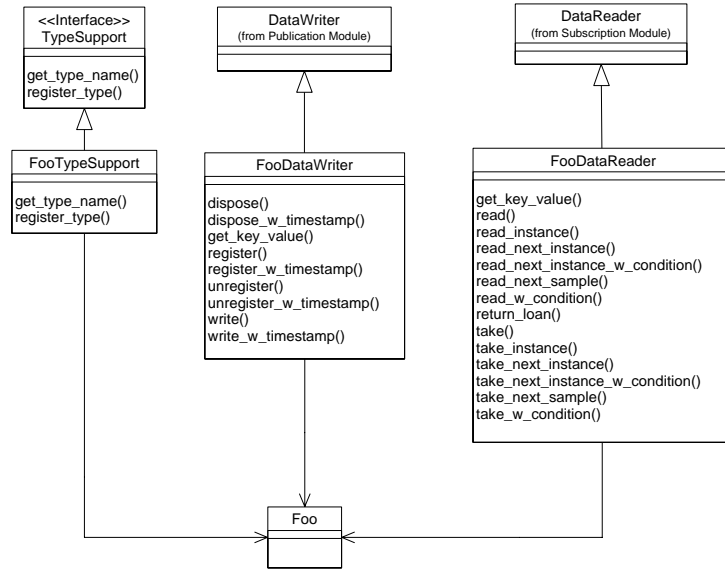 <<Interface>>
TypeSupport
get_type_name()
register_type()
DataWriter
(from Publication Module)
DataReader
(from Subscription Module)
FooTypeSupport
get_type_name()
register_type()
FooDataWriter
dispose()
dispose_w_timestamp()
get_key_value()
register()
register_w_timestamp()
unregister()
unregister_w_timestamp()
write()
write_w_timestamp()
FooDataReader
get_key_value()
read()
read_instance()
read_next_instance()
read_next_instance_w_condition()
read_next_sample()
read_w_condition()
return_loan()
take()
take_instance()
take_next_instance()
take_next_instance_w_condition()
take_next_sample()
take_w_condition()
Foo